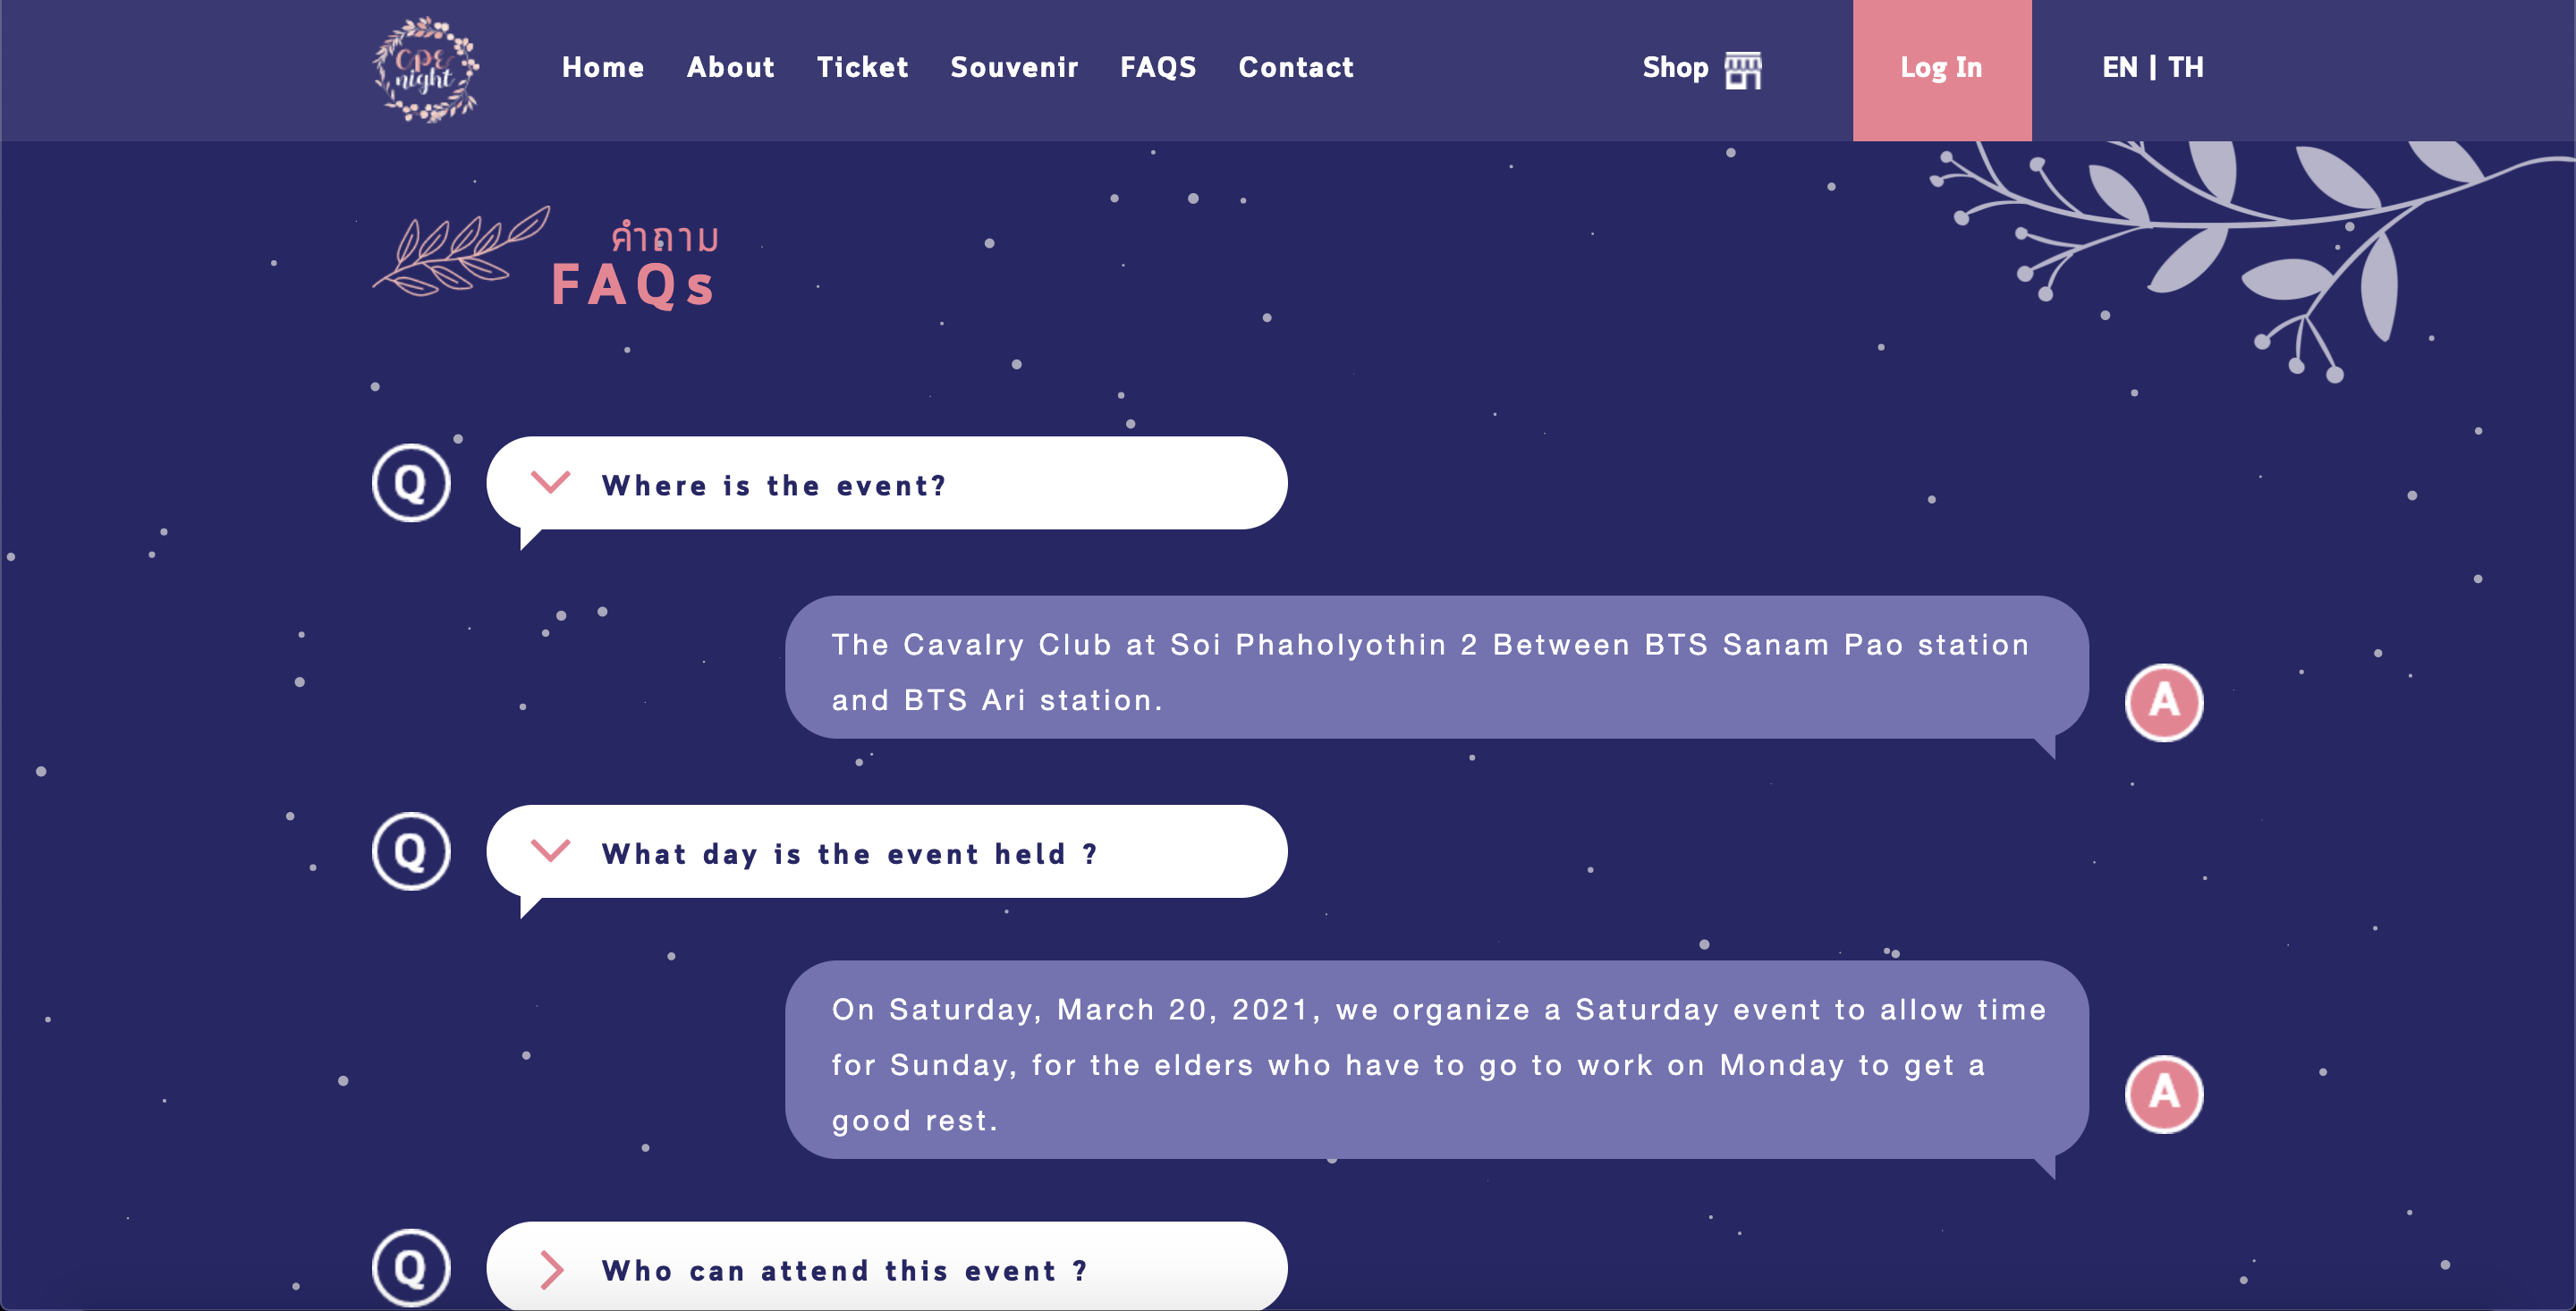 cpe
night
Home About Ticket Souvenir FAQS Contact Shop Log In EN | TH
คำถาม
FAQs
Q Where is the event?
The Cavalry Club at Soi Phaholyothin 2 Between BTS Sanam Pao station
and BTS Ari station.
A
Q What day is the event held ?
On Saturday, March 20, 2021, we organize a Saturday event to allow time
for Sunday, for the elders who have to go to work on Monday to get a
good rest.
A
Q Who can attend this event ?